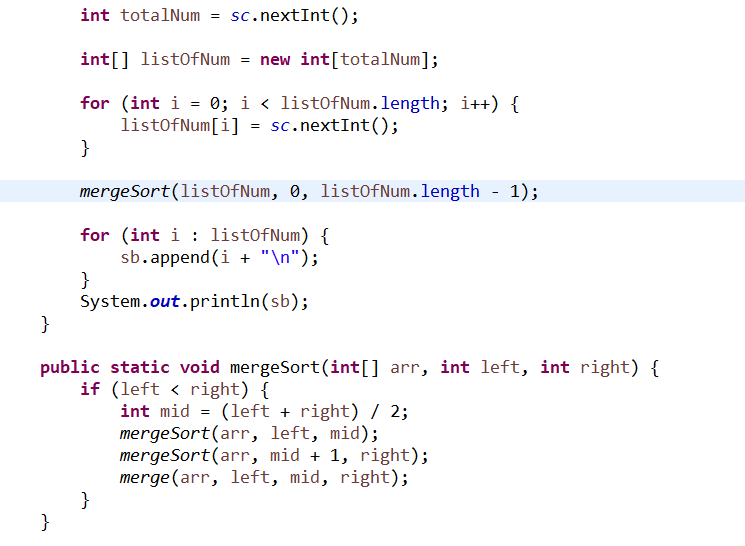 int totalNum = sc.nextInt();
int[] listOfNum = new int[totalNum];
for (int i = 0; i < listOfNum.length; i++) {
listOfNum[i] = sc.nextInt();
}
mergeSort(listOfNum, 0, listOfNum.length - 1);
for (int i : listOfNum) {
sb.append(i + "\n");
}
System.out.println(sb);
}
public static void mergeSort(int[] arr, int left, int right) {
if (left < right) {
int mid = (left + right) / 2;
mergeSort(arr, left, mid);
mergeSort(arr, mid + 1, right);
merge(arr, left, mid, right);
}
}